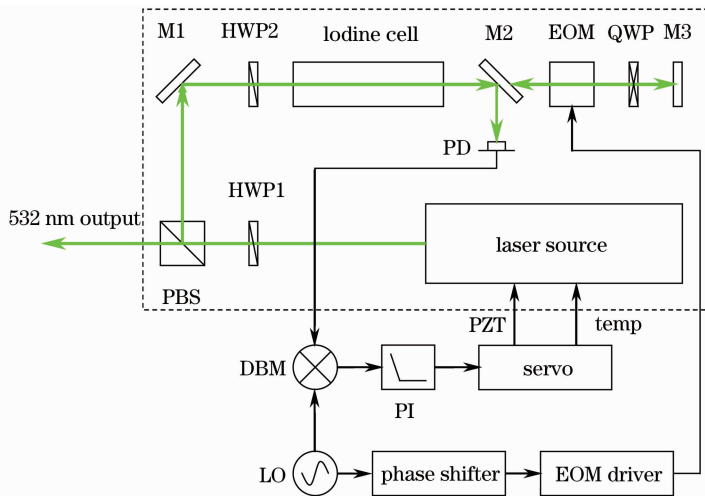 M1
HWP2
Iodine cell
M2
EOM
QWP
M3
PD
532 nm output
HWP1
laser source
PBS
PZT
temp
DBM
PI
servo
LO
phase shifter
EOM driver